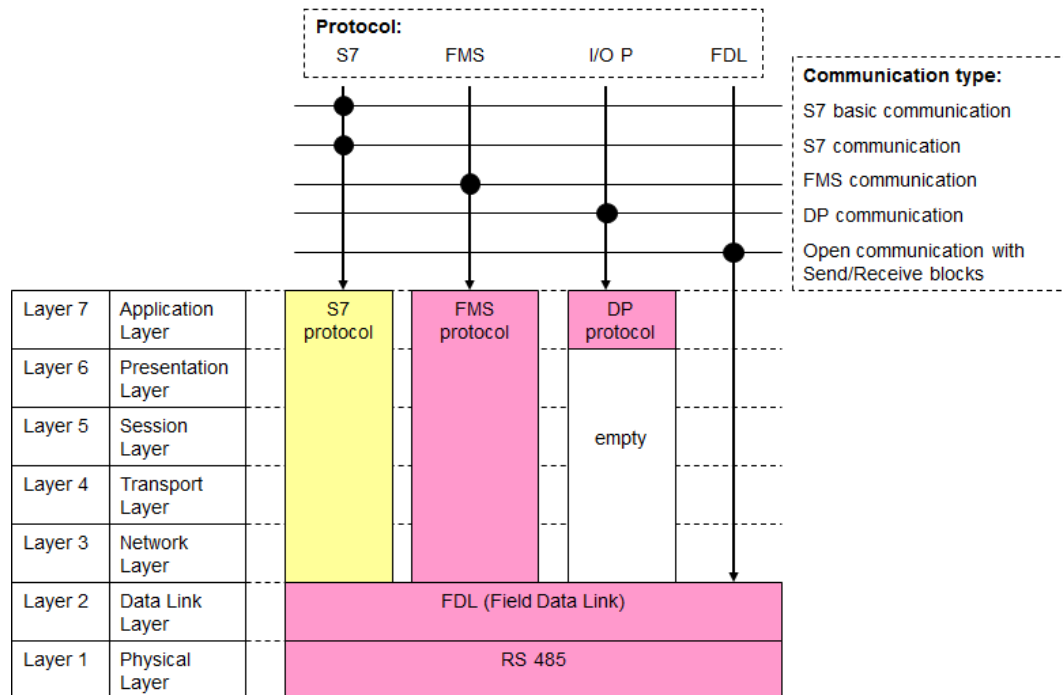 Protocol:
S7 FMS I/O P FDL
Communication type:
S7 basic communication
S7 communication
FMS communication
DP communication
Open communication with
Send/Receive blocks
Layer 7 Application
Layer
S7
protocol
FMS
protocol
DP
protocol
Layer 6 Presentation
Layer
Layer 5 Session
Layer
empty
Layer 4 Transport
Layer
Layer 3 Network
Layer
Layer 2 Data Link
Layer
FDL (Field Data Link)
Layer 1 Physical
Layer
RS 485